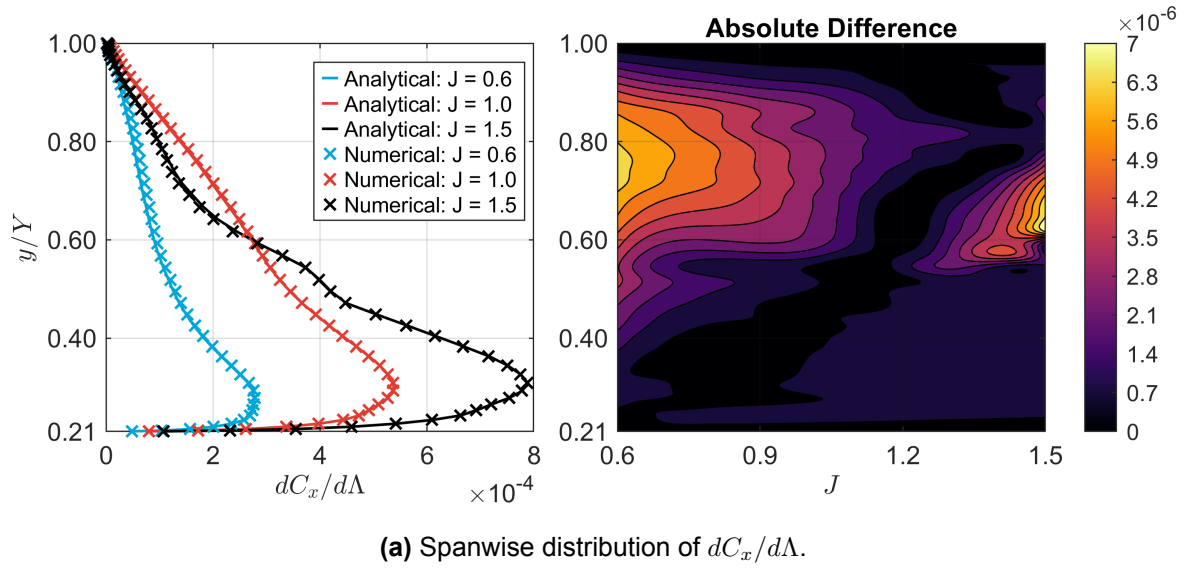 1.00
0.80
0.60
0.40
0.21
y/Y
0
2
4
6
8
×10⁻⁴
dCₓ/dΛ
Analytical: J = 0.6
Analytical: J = 1.0
Analytical: J = 1.5
Numerical: J = 0.6
Numerical: J = 1.0
Numerical: J = 1.5
Absolute Difference
1.00
0.80
0.60
0.40
0.21
0.6
0.9
1.2
1.5
J
×10⁻⁶
7
6.3
5.6
4.9
4.2
3.5
2.8
2.1
1.4
0.7
0
(a) Spanwise distribution of dCₓ/dΛ.